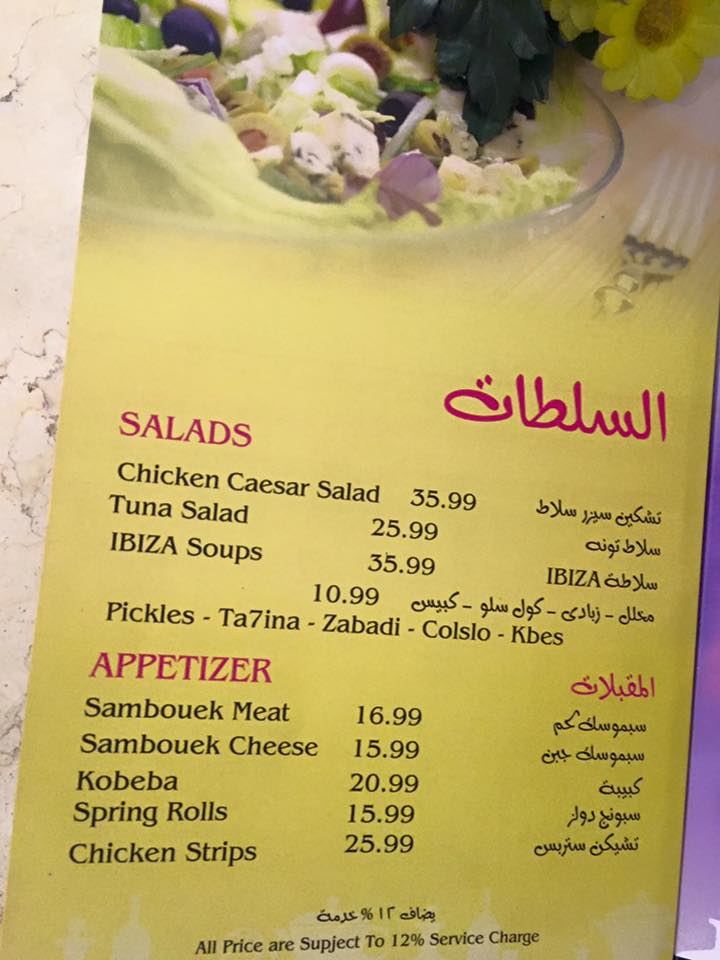 السلطات
SALADS
Chicken Caesar Salad 35.99 تشكين سيزر سلاط
Tuna Salad 25.99 سلاط تونه
IBIZA Soups 35.99 سلاطة IBIZA
10.99 مخلل - زبادى - كول سلو - كبيس
Pickles - Ta7ina - Zabadi - Colslo - Kbes
APPETIZER المقبلات
Sambouek Meat 16.99 سبموسك لحم
Sambouek Cheese 15.99 سبموسك جبن
Kobeba 20.99 كبيبة
Spring Rolls 15.99 سبونج دولز
Chicken Strips 25.99 تشيكن ستربس
يضاف ١٢ % خدمة
All Price are Supject To 12% Service Charge